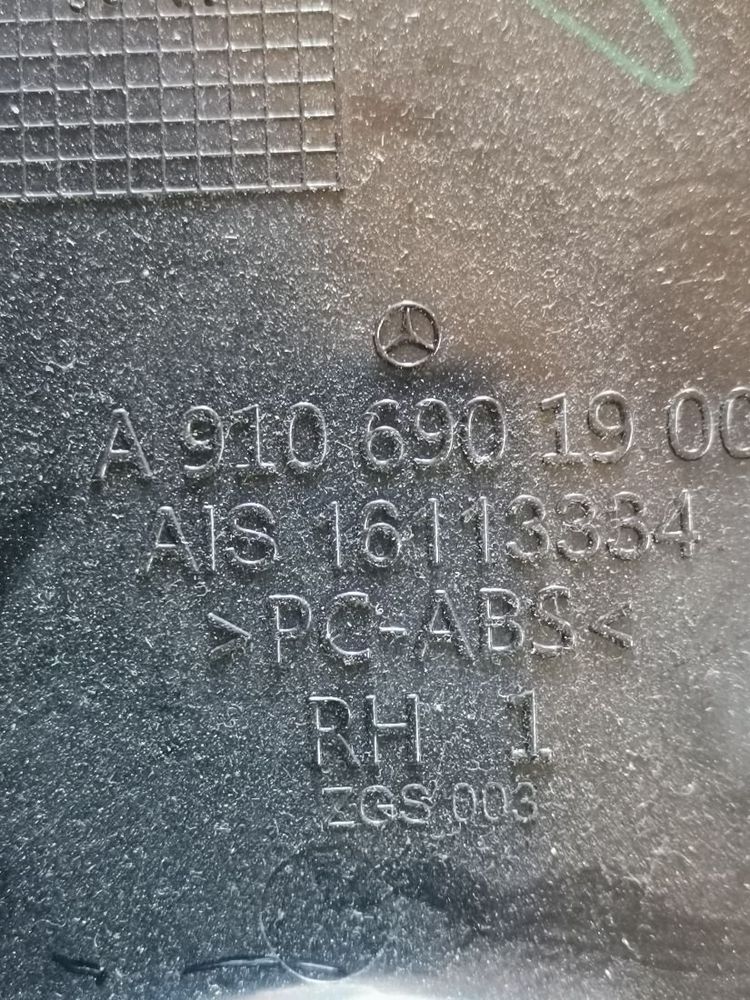 A 910 690 19 00
AIS 16113334
>PC-ABS<
RH 1
ZGS 003